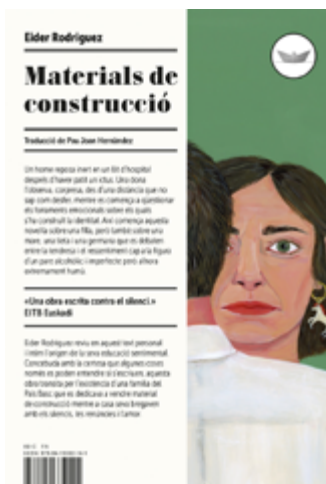 Eider Rodriguez
Materials de
construcció
Traducció de Pau Joan Hernàndez
Un home reposa inert en un llit d'hospital
després d'haver patit un ictus. Una dona
l'observa, corpresa, des d'una distància que no
sap com desfer, mentre es comença a qüestionar
els fonaments emocionals sobre els quals
s'ha construït la identitat. Així comença aquesta
novel·la sobre una filla, però també sobre una
mare, una tieta i una germana que es debaten
entre la tendresa i el ressentiment cap a la figura
d'un pare alcohòlic i imperfecte però alhora
extremament humà.
«Una obra escrita contra el silenci.»
EITB Euskadi
Eider Rodriguez reviu en aquest text personal
i íntim l'origen de la seva educació sentimental.
Concebuda amb la certesa que algunes coses
només es poden entendre si s'escriuen, aquesta
obra transita per l'existència d'una família del
País Basc que es dedicava a vendre material
de construcció mentre a casa seva bregaven
amb els silencis, les renúncies i l'amor.